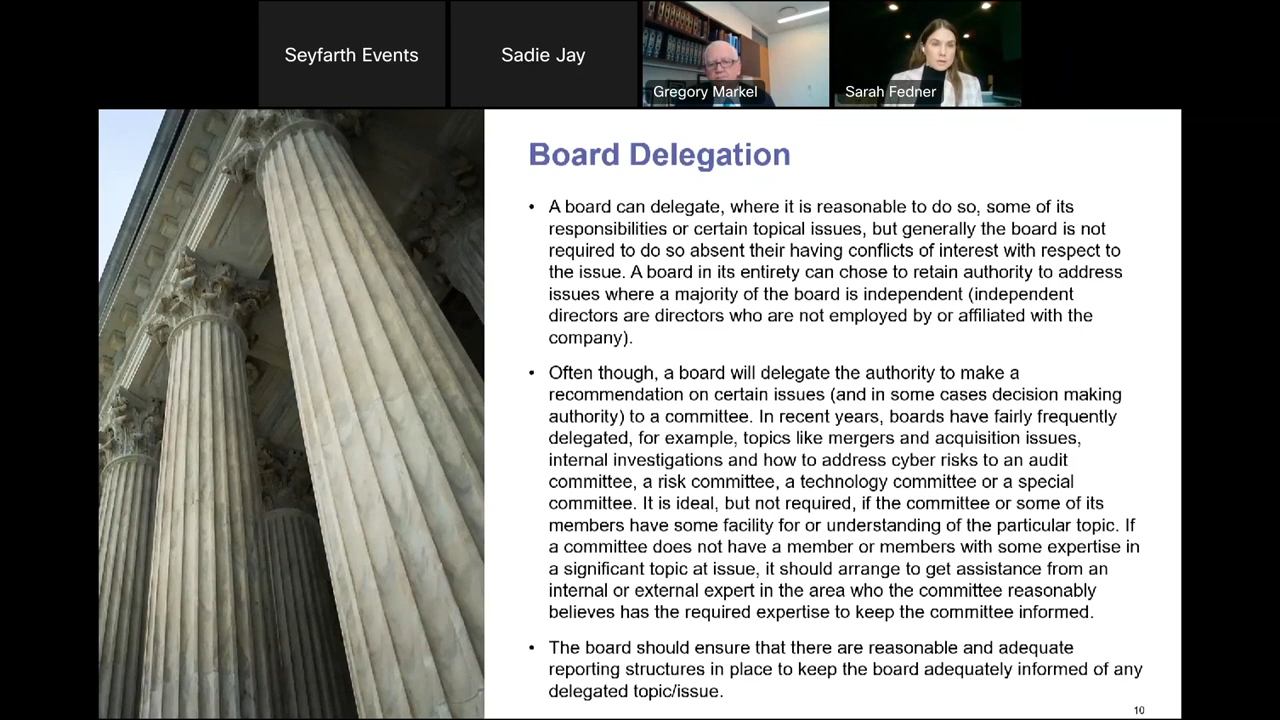 Seyfarth Events
Sadie Jay
Gregory Markel
Sarah Fedner
Board Delegation
• A board can delegate, where it is reasonable to do so, some of its
responsibilities or certain topical issues, but generally the board is not
required to do so absent their having conflicts of interest with respect to
the issue. A board in its entirety can chose to retain authority to address
issues where a majority of the board is independent (independent
directors are directors who are not employed by or affiliated with the
company).
• Often though, a board will delegate the authority to make a
recommendation on certain issues (and in some cases decision making
authority) to a committee. In recent years, boards have fairly frequently
delegated, for example, topics like mergers and acquisition issues,
internal investigations and how to address cyber risks to an audit
committee, a risk committee, a technology committee or a special
committee. It is ideal, but not required, if the committee or some of its
members have some facility for or understanding of the particular topic. If
a committee does not have a member or members with some expertise in
a significant topic at issue, it should arrange to get assistance from an
internal or external expert in the area who the committee reasonably
believes has the required expertise to keep the committee informed.
• The board should ensure that there are reasonable and adequate
reporting structures in place to keep the board adequately informed of any
delegated topic/issue.
10